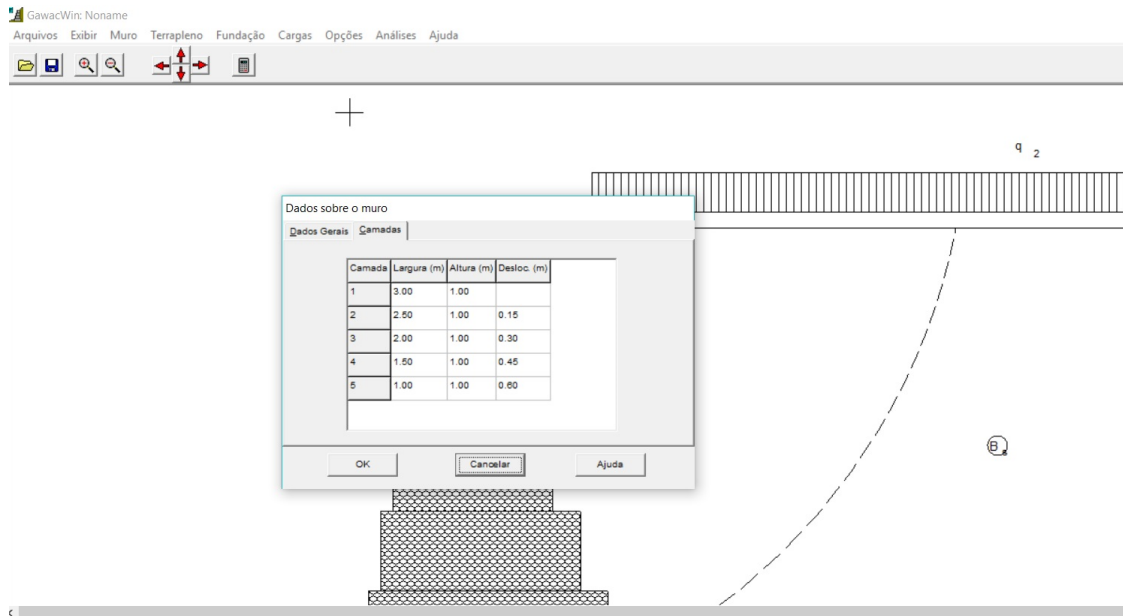 GawacWin: Noname
Arquivos Exibir Muro Terrapleno Fundação Cargas Opções Análises Ajuda
q 2
Dados sobre o muro
Dados Gerais Camadas
Camada Largura (m) Altura (m) Desloc. (m)
1 3.00 1.00
2 2.50 1.00 0.15
3 2.00 1.00 0.30
4 1.50 1.00 0.45
5 1.00 1.00 0.60
B s
OK Cancelar Ajuda